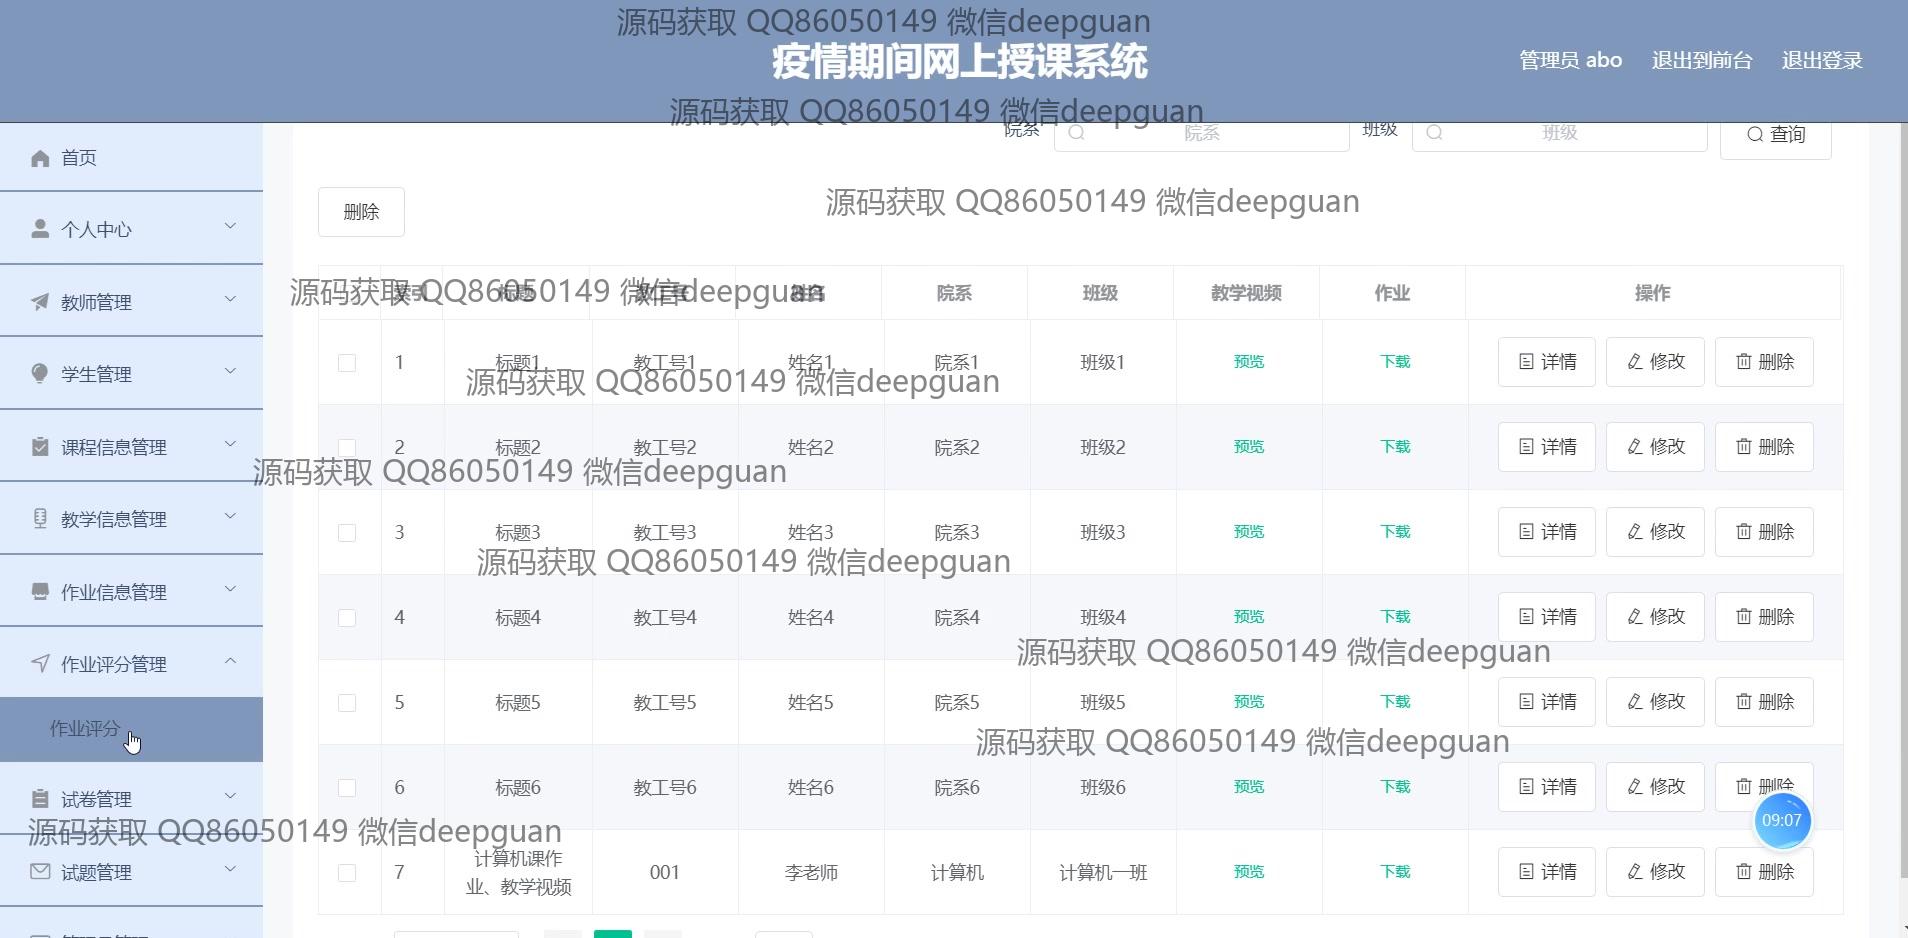 源码获取 QQ86050149 微信deepguan
疫情期间网上授课系统
管理员 abo 退出到前台 退出登录
源码获取 QQ86050149 微信deepguan
院系 院系 班级 班级 查询
首页
删除
源码获取 QQ86050149 微信deepguan
个人中心
源码获取 QQ86050149 微信deepguan
索引 标题 教工号 姓名 院系 班级 教学视频 作业 操作
教师管理
1 标题1 教工号1 姓名1 院系1 班级1 预览 下载 详情 修改 删除
学生管理
源码获取 QQ86050149 微信deepguan
课程信息管理
2 标题2 教工号2 姓名2 院系2 班级2 预览 下载 详情 修改 删除
源码获取 QQ86050149 微信deepguan
教学信息管理
3 标题3 教工号3 姓名3 院系3 班级3 预览 下载 详情 修改 删除
源码获取 QQ86050149 微信deepguan
作业信息管理
4 标题4 教工号4 姓名4 院系4 班级4 预览 下载 详情 修改 删除
源码获取 QQ86050149 微信deepguan
作业评分管理
5 标题5 教工号5 姓名5 院系5 班级5 预览 下载 详情 修改 删除
作业评分
源码获取 QQ86050149 微信deepguan
6 标题6 教工号6 姓名6 院系6 班级6 预览 下载 详情 修改 删除
试卷管理
09:07
源码获取 QQ86050149 微信deepguan
试题管理
7 计算机课作业、教学视频 001 李老师 计算机 计算机一班 预览 下载 详情 修改 删除